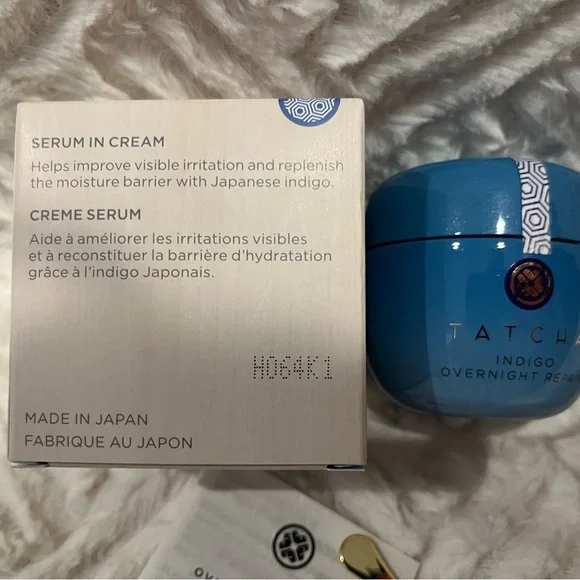 SERUM IN CREAM
Helps improve visible irritation and replenish
the moisture barrier with Japanese indigo.
CREME SERUM
Aide à améliorer les irritations visibles
et à reconstituer la barrière d'hydratation
grâce à l'indigo Japonais.
H064K1
MADE IN JAPAN
FABRIQUE AU JAPON
TATCHA
INDIGO
OVERNIGHT REPAIR